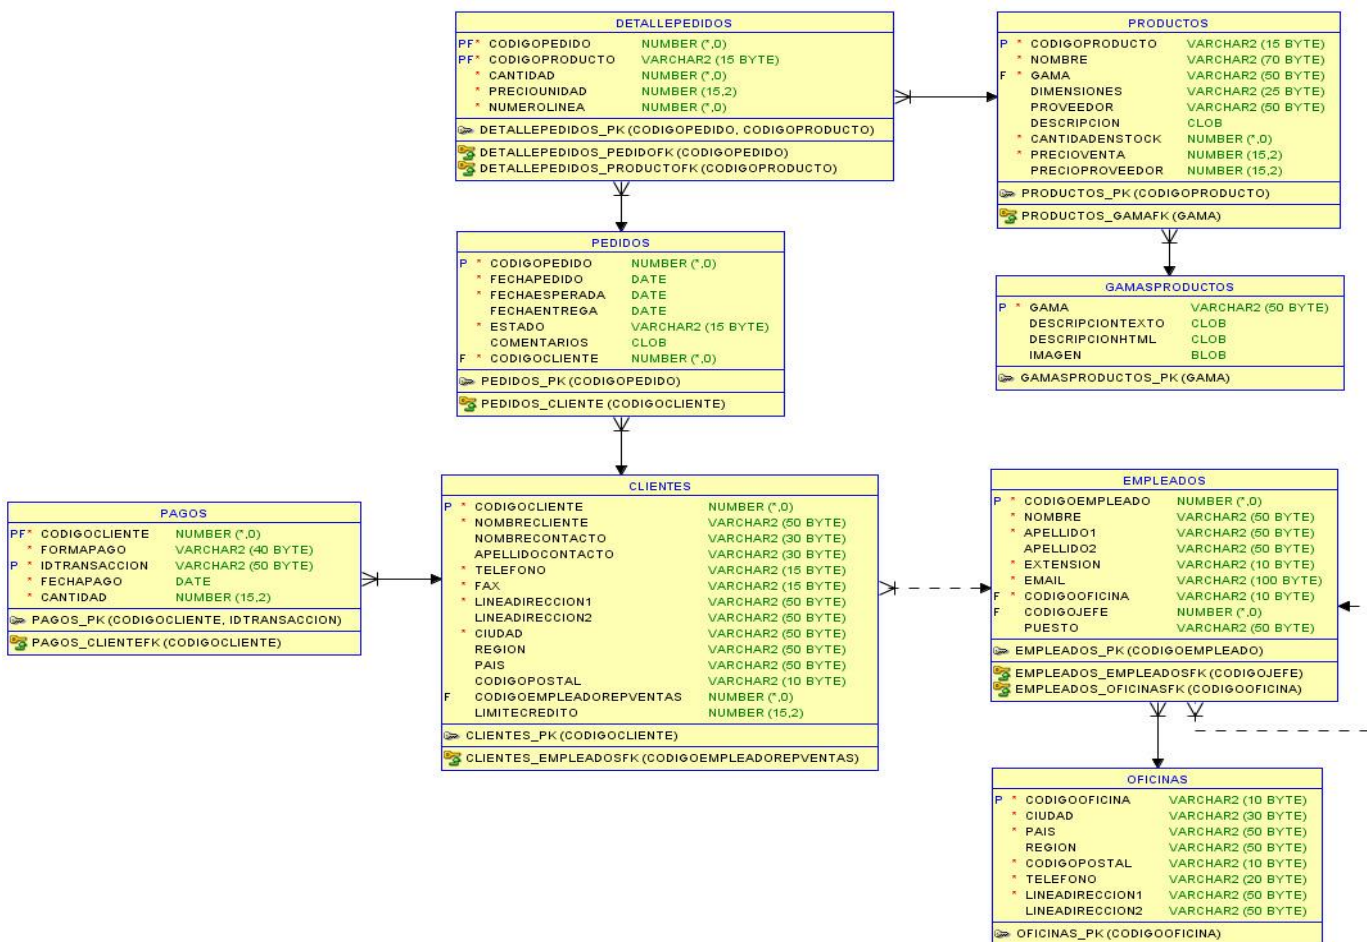 DETALLEPEDIDOS
PF * CODIGOPEDIDO NUMBER (*,0)
PF * CODIGOPRODUCTO VARCHAR2 (15 BYTE)
* CANTIDAD NUMBER (*,0)
* PRECIOUNIDAD NUMBER (15,2)
* NUMEROLINEA NUMBER (*,0)
DETALLEPEDIDOS_PK (CODIGOPEDIDO, CODIGOPRODUCTO)
DETALLEPEDIDOS_PEDIDOFK (CODIGOPEDIDO)
DETALLEPEDIDOS_PRODUCTOFK (CODIGOPRODUCTO)
PRODUCTOS
P * CODIGOPRODUCTO VARCHAR2 (15 BYTE)
* NOMBRE VARCHAR2 (70 BYTE)
F * GAMA VARCHAR2 (50 BYTE)
DIMENSIONES VARCHAR2 (25 BYTE)
PROVEEDOR VARCHAR2 (50 BYTE)
DESCRIPCION CLOB
* CANTIDADENSTOCK NUMBER (*,0)
* PRECIOVENTA NUMBER (15,2)
PRECIOPROVEEDOR NUMBER (15,2)
PRODUCTOS_PK (CODIGOPRODUCTO)
PRODUCTOS_GAMAFK (GAMA)
PEDIDOS
P * CODIGOPEDIDO NUMBER (*,0)
* FECHAPEDIDO DATE
* FECHAESPERADA DATE
FECHAENTREGA DATE
* ESTADO VARCHAR2 (15 BYTE)
COMENTARIOS CLOB
F * CODIGOCLIENTE NUMBER (*,0)
PEDIDOS_PK (CODIGOPEDIDO)
PEDIDOS_CLIENTE (CODIGOCLIENTE)
GAMASPRODUCTOS
P * GAMA VARCHAR2 (50 BYTE)
DESCRIPCIONTEXTO CLOB
DESCRIPCIONHTML CLOB
IMAGEN BLOB
GAMASPRODUCTOS_PK (GAMA)
PAGOS
PF * CODIGOCLIENTE NUMBER (*,0)
* FORMAPAGO VARCHAR2 (40 BYTE)
P * IDTRANSACCION VARCHAR2 (50 BYTE)
* FECHAPAGO DATE
* CANTIDAD NUMBER (15,2)
PAGOS_PK (CODIGOCLIENTE, IDTRANSACCION)
PAGOS_CLIENTEFK (CODIGOCLIENTE)
CLIENTES
P * CODIGOCLIENTE NUMBER (*,0)
* NOMBRECLIENTE VARCHAR2 (50 BYTE)
NOMBRECONTACTO VARCHAR2 (30 BYTE)
APELLIDOCONTACTO VARCHAR2 (30 BYTE)
* TELEFONO VARCHAR2 (15 BYTE)
* FAX VARCHAR2 (15 BYTE)
* LINEADIRECCION1 VARCHAR2 (50 BYTE)
LINEADIRECCION2 VARCHAR2 (50 BYTE)
* CIUDAD VARCHAR2 (50 BYTE)
REGION VARCHAR2 (50 BYTE)
PAIS VARCHAR2 (50 BYTE)
CODIGOPOSTAL VARCHAR2 (10 BYTE)
F CODIGOEMPLEADOREPVENTAS NUMBER (*,0)
LIMITECREDITO NUMBER (15,2)
CLIENTES_PK (CODIGOCLIENTE)
CLIENTES_EMPLEADOSFK (CODIGOEMPLEADOREPVENTAS)
EMPLEADOS
P * CODIGOEMPLEADO NUMBER (*,0)
* NOMBRE VARCHAR2 (50 BYTE)
* APELLIDO1 VARCHAR2 (50 BYTE)
APELLIDO2 VARCHAR2 (50 BYTE)
* EXTENSION VARCHAR2 (10 BYTE)
* EMAIL VARCHAR2 (100 BYTE)
F * CODIGOOFICINA VARCHAR2 (10 BYTE)
F CODIGOJEFE NUMBER (*,0)
PUESTO VARCHAR2 (50 BYTE)
EMPLEADOS_PK (CODIGOEMPLEADO)
EMPLEADOS_EMPLEADOSFK (CODIGOJEFE)
EMPLEADOS_OFICINASFK (CODIGOOFICINA)
OFICINAS
P * CODIGOOFICINA VARCHAR2 (10 BYTE)
* CIUDAD VARCHAR2 (30 BYTE)
* PAIS VARCHAR2 (50 BYTE)
REGION VARCHAR2 (50 BYTE)
* CODIGOPOSTAL VARCHAR2 (10 BYTE)
* TELEFONO VARCHAR2 (20 BYTE)
* LINEADIRECCION1 VARCHAR2 (50 BYTE)
LINEADIRECCION2 VARCHAR2 (50 BYTE)
OFICINAS_PK (CODIGOOFICINA)